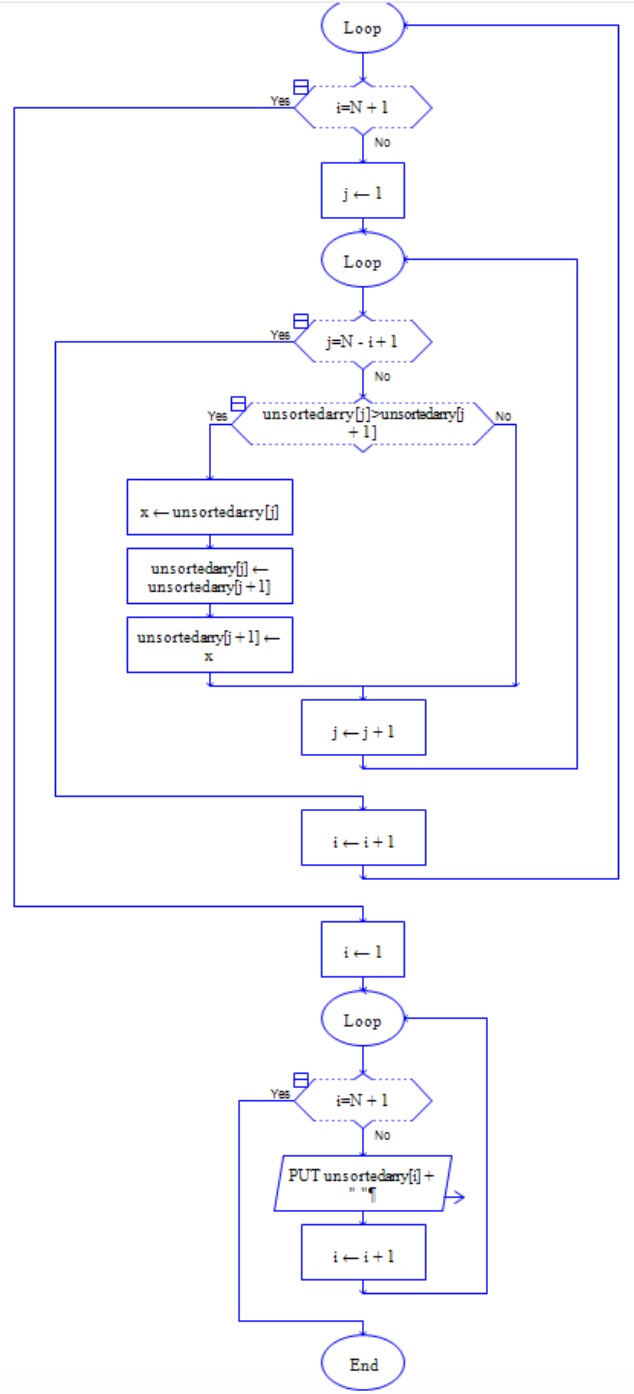 Loop
i=N + 1
Yes
No
j ← 1
Loop
j=N - i + 1
Yes
No
unsortedarry[j]>unsortedarry[j
+ 1]
Yes
No
x ← unsortedarry[j]
unsortedarry[j] ←
unsortedarry[j + 1]
unsortedarry[j + 1] ←
x
j ← j + 1
i ← i + 1
i ← 1
Loop
i=N + 1
Yes
No
PUT unsortedarry[i] +
" "¶
i ← i + 1
End